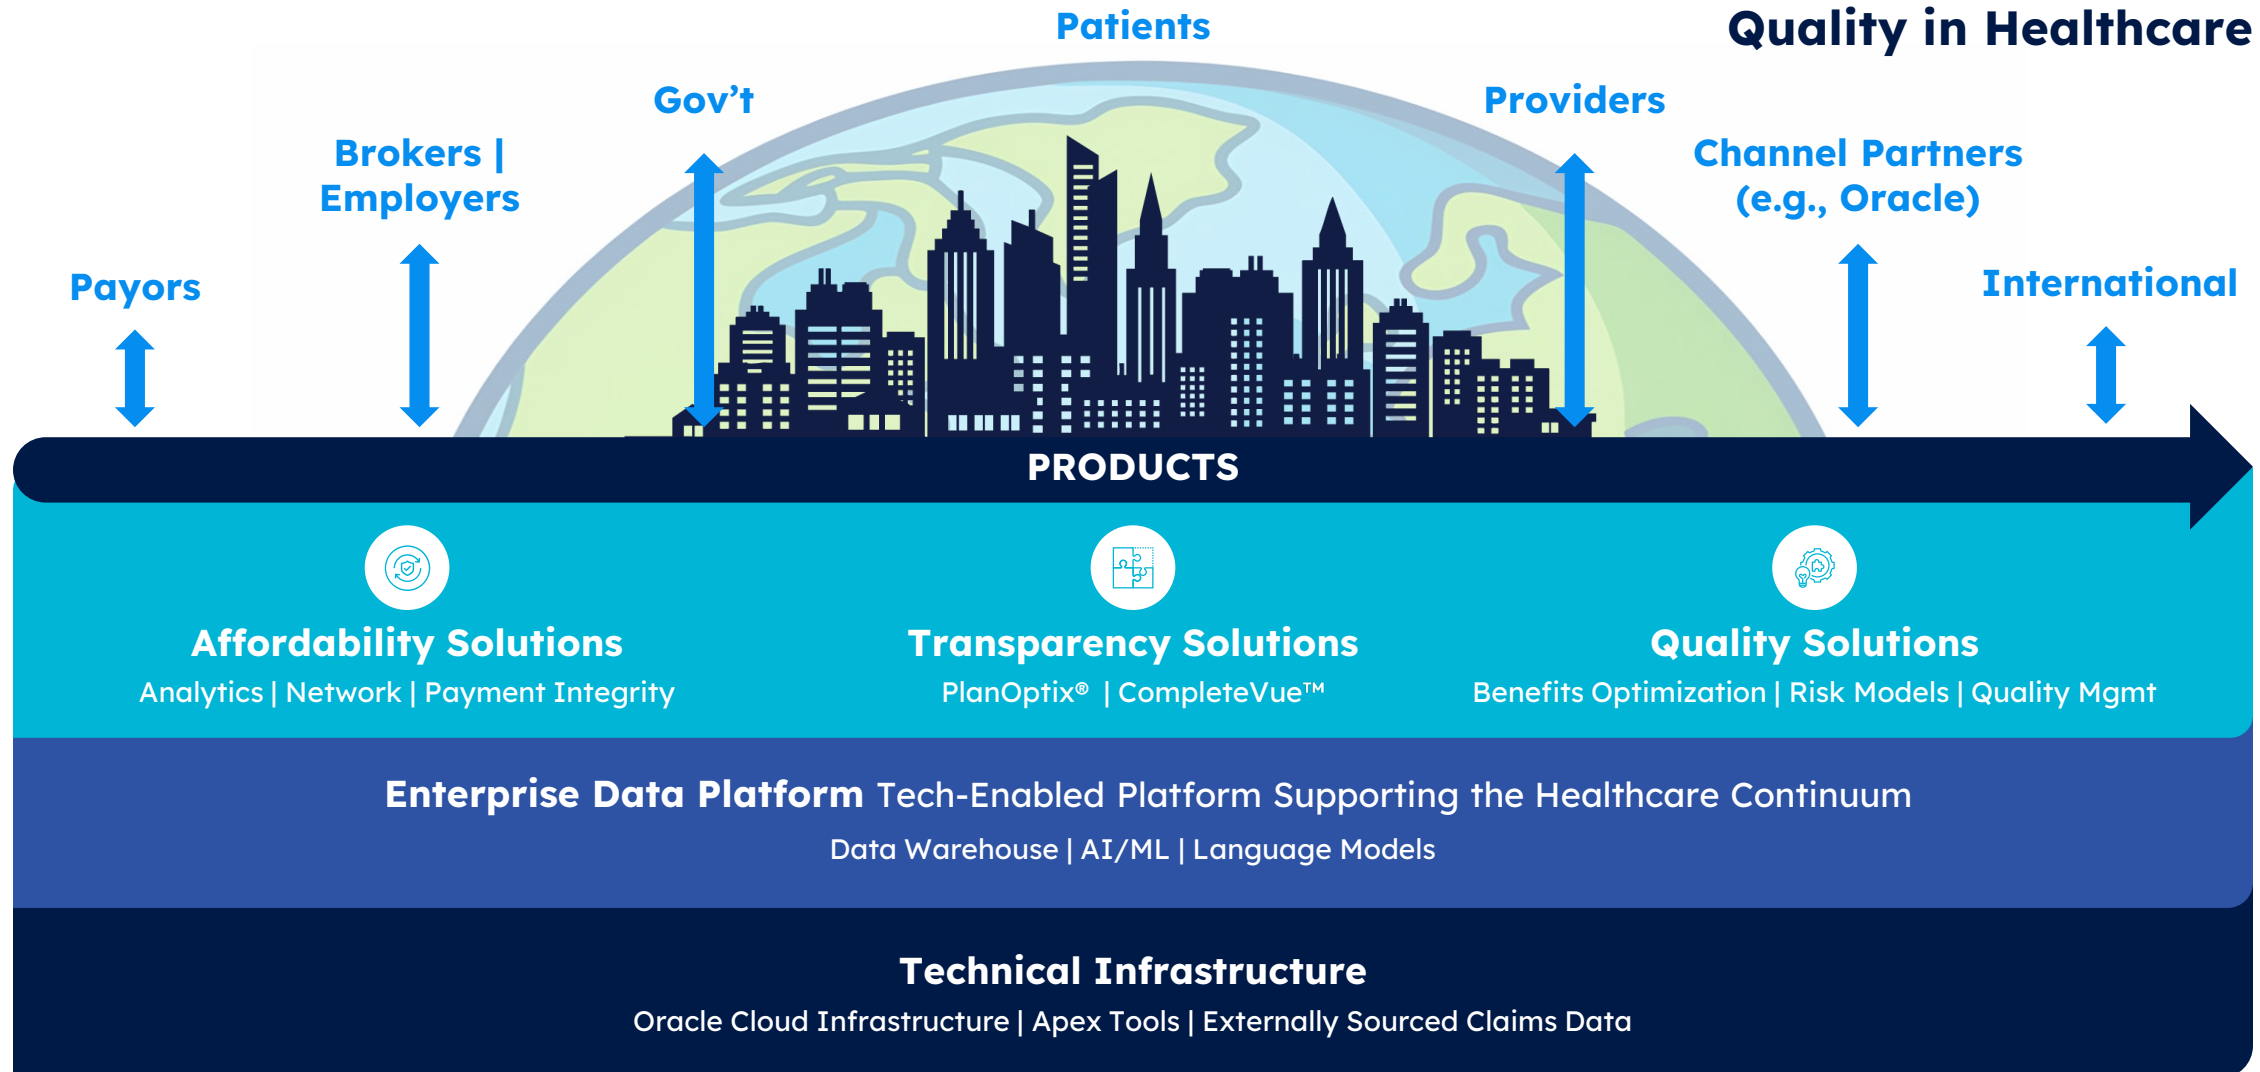 Quality in Healthcare
Patients
Gov’t
Providers
Brokers |
Employers
Channel Partners
(e.g., Oracle)
Payors
International
PRODUCTS
Affordability Solutions
Analytics | Network | Payment Integrity
Transparency Solutions
PlanOptix® | CompleteVue™
Quality Solutions
Benefits Optimization | Risk Models | Quality Mgmt
Enterprise Data Platform Tech-Enabled Platform Supporting the Healthcare Continuum
Data Warehouse | AI/ML | Language Models
Technical Infrastructure
Oracle Cloud Infrastructure | Apex Tools | Externally Sourced Claims Data